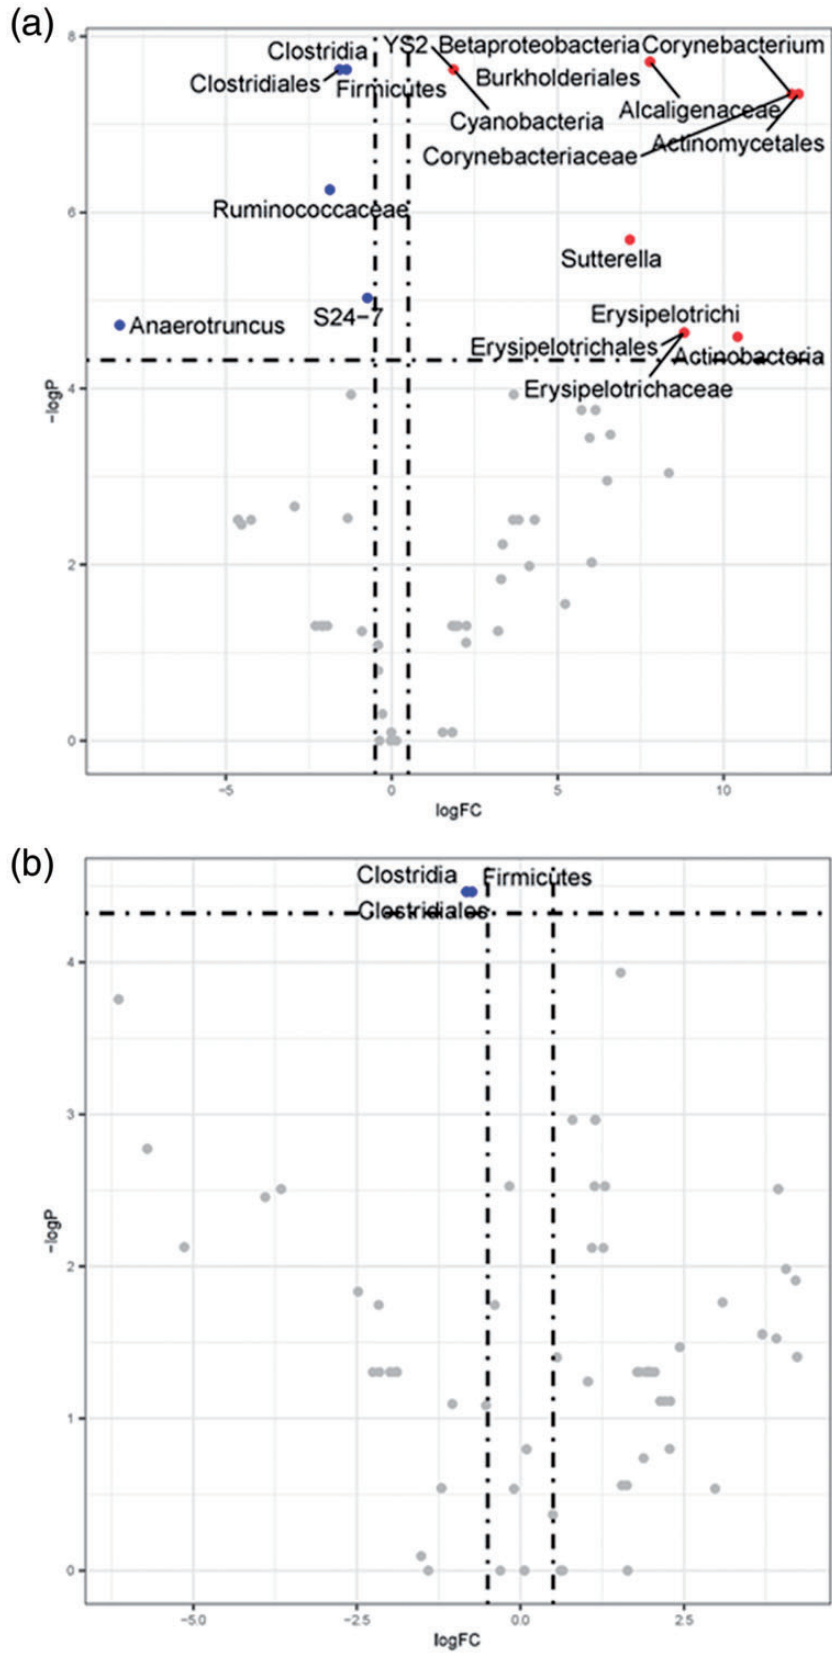 (a)
8
Clostridia
YS2
Betaproteobacteria
Corynebacterium
Clostridiales
Firmicutes
Burkholderiales
Cyanobacteria
Alcaligenaceae
Corynebacteriaceae
Actinomycetales
Ruminococcaceae
6
Sutterella
S24−7
Anaerotruncus
Erysipelotrichi
Erysipelotrichales
Actinobacteria
Erysipelotrichaceae
4
−logP
2
0
−5
0
5
10
logFC
(b)
Clostridia
Firmicutes
Clostridiales
4
3
−logP
2
1
0
−5.0
−2.5
0.0
2.5
logFC